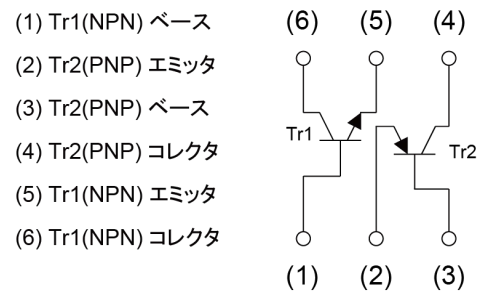 (1) Tr1(NPN) ベース
(2) Tr2(PNP) エミッタ
(3) Tr2(PNP) ベース
(4) Tr2(PNP) コレクタ
(5) Tr1(NPN) エミッタ
(6) Tr1(NPN) コレクタ
(6) (5) (4)
Tr1
Tr2
(1) (2) (3)